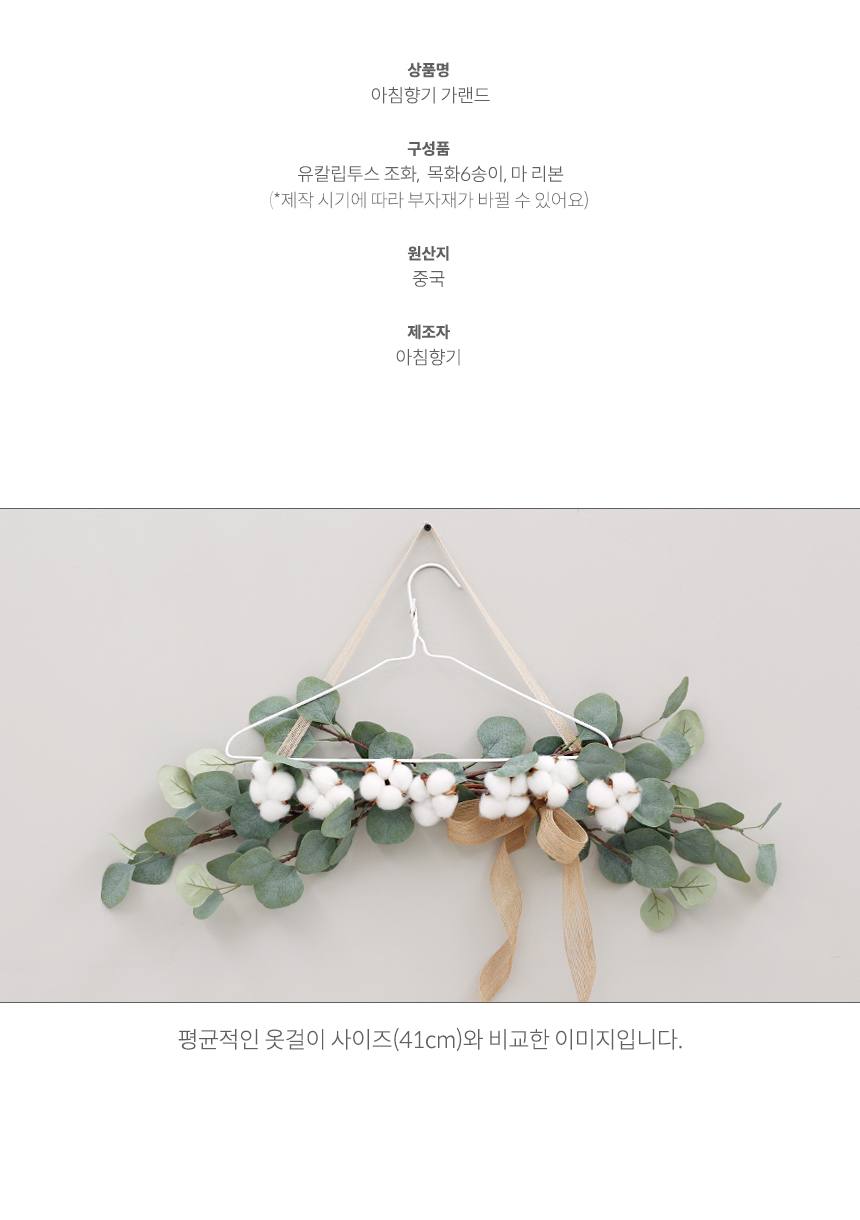 상품명
아침향기 가랜드
구성품
유칼립투스 조화, 목화6송이, 마 리본
(*제작 시기에 따라 부자재가 바뀔 수 있어요)
원산지
중국
제조자
아침향기
평균적인 옷걸이 사이즈(41cm)와 비교한 이미지입니다.